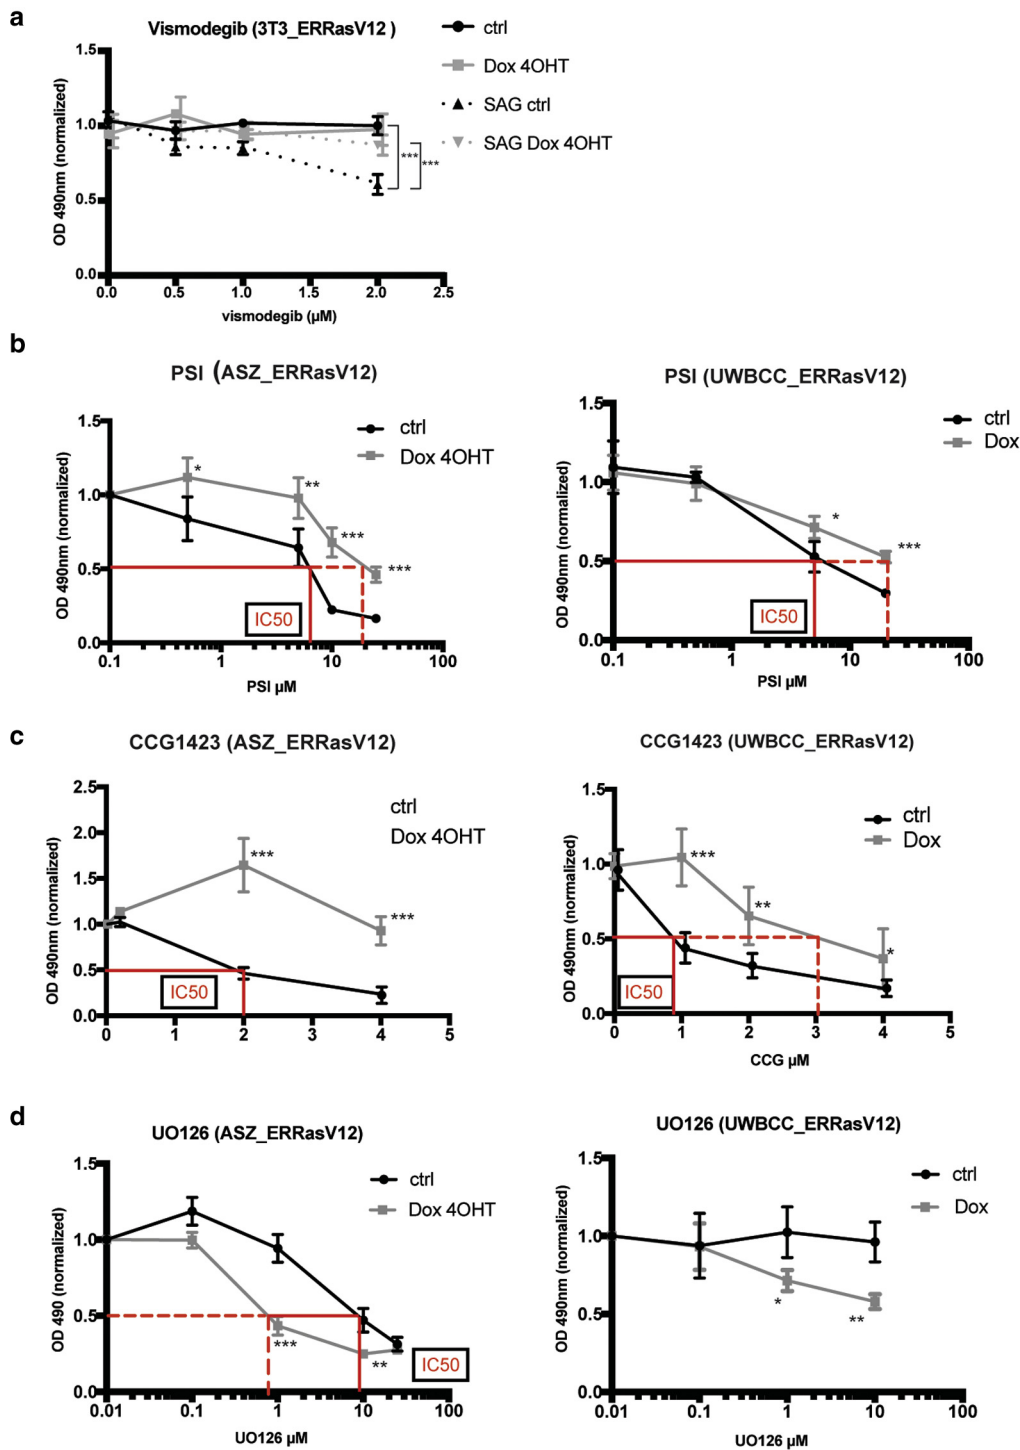 a
Vismodegib (3T3_ERRasV12 )
ctrl
Dox 4OHT
SAG ctrl
SAG Dox 4OHT
OD 490nm (normalized)
1.5
1.0
0.5
0.0
***
***
0.0 0.5 1.0 1.5 2.0 2.5
vismodegib (µM)
b
PSI (ASZ_ERRasV12)
ctrl
Dox 4OHT
OD 490nm (normalized)
1.5
1.0
0.5
0.0
*
**
***
***
IC50
0.1 1 10 100
PSI µM
PSI (UWBCC_ERRasV12)
ctrl
Dox
OD 490nm (normalized)
1.5
1.0
0.5
0.0
*
***
IC50
0.1 1 10 100
PSI µM
c
CCG1423 (ASZ_ERRasV12)
ctrl
Dox 4OHT
OD 490nm (normalized)
2.5
2.0
1.5
1.0
0.5
0.0
***
***
IC50
0 1 2 3 4 5
CCG1423 (UWBCC_ERRasV12)
ctrl
Dox
OD 490nm (normalized)
1.5
1.0
0.5
0.0
***
**
*
IC50
0 1 2 3 4 5
CCG µM
d
UO126 (ASZ_ERRasV12)
ctrl
Dox 4OHT
OD 490 (normalized)
1.5
1.0
0.5
0.0
***
**
IC50
0.01 0.1 1 10 100
UO126 µM
UO126 (UWBCC_ERRasV12)
ctrl
Dox
OD 490nm (normalized)
1.5
1.0
0.5
0.0
*
**
0.01 0.1 1 10 100
UO126 µM